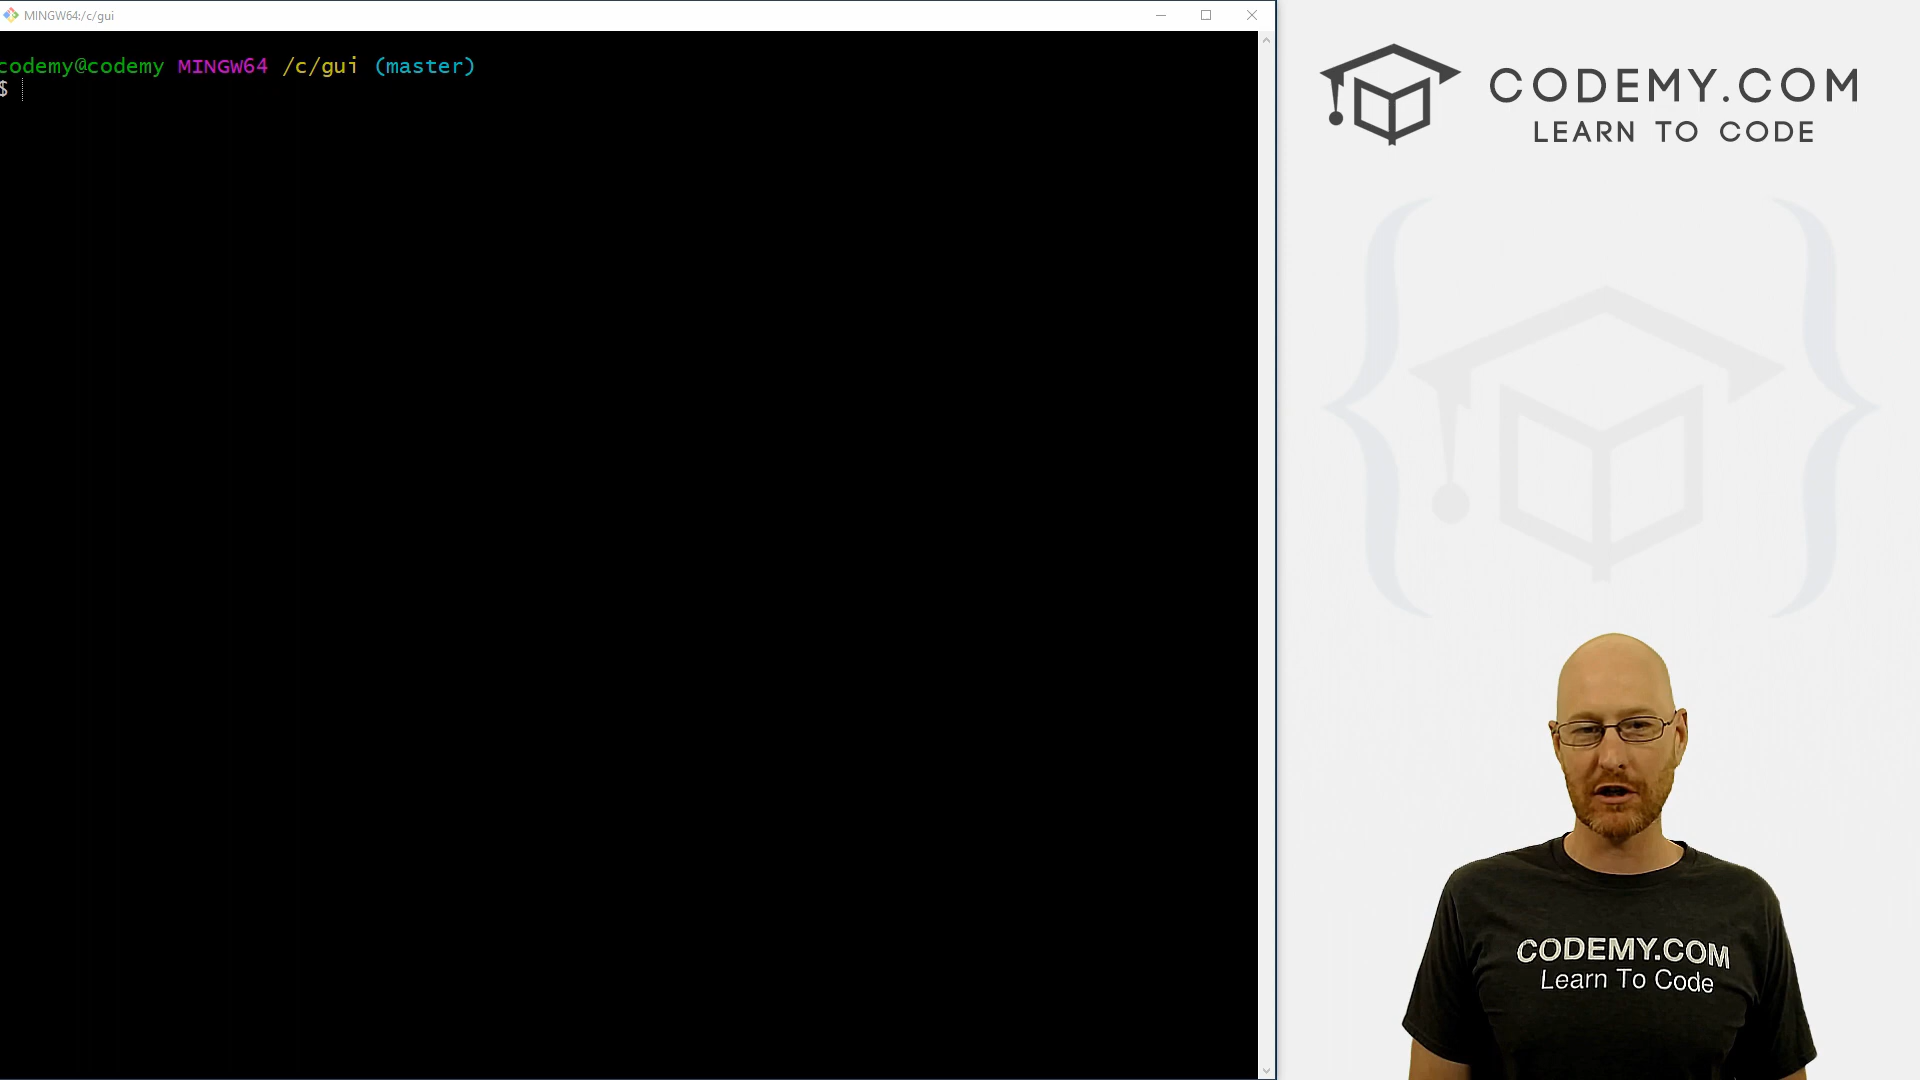 MINGW64:/c/gui
codemy@codemy MINGW64 /c/gui (master)
$
CODEMY.COM
LEARN TO CODE
CODEMY.COM
Learn To Code